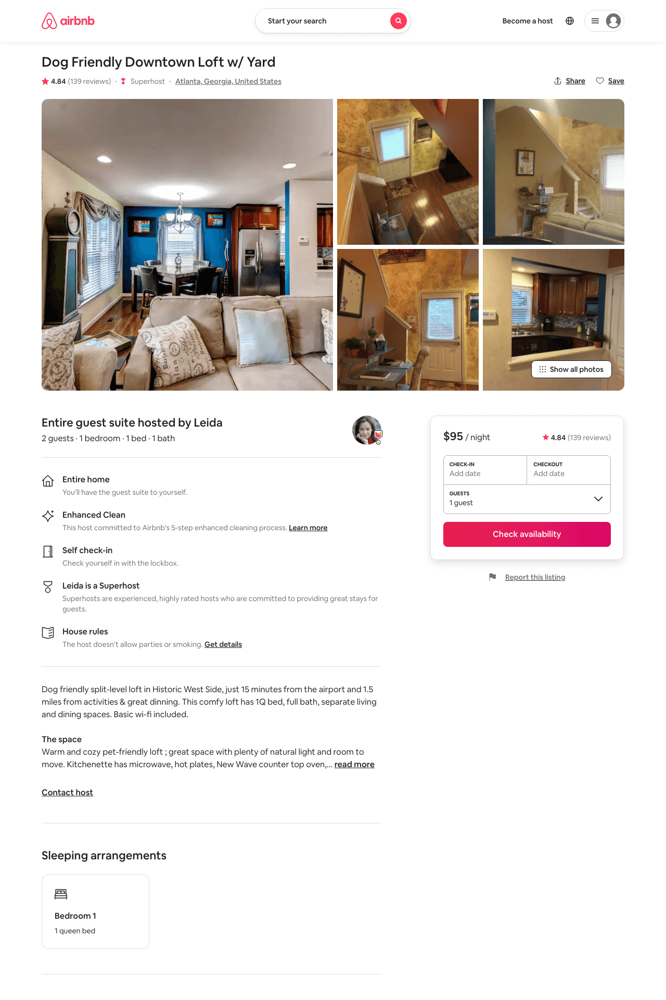 airbnb
Start your search
Become a host
Dog Friendly Downtown Loft w/ Yard
4.84 (139 reviews) · Superhost · Atlanta, Georgia, United States
Share
Save
Show all photos
Entire guest suite hosted by Leida
2 guests · 1 bedroom · 1 bed · 1 bath
Entire home
You’ll have the guest suite to yourself.
Enhanced Clean
This host committed to Airbnb's 5-step enhanced cleaning process. Learn more
Self check-in
Check yourself in with the lockbox.
Leida is a Superhost
Superhosts are experienced, highly rated hosts who are committed to providing great stays for
guests.
House rules
The host doesn’t allow parties or smoking. Get details
Dog friendly split-level loft in Historic West Side, just 15 minutes from the airport and 1.5
miles from activities & great dinning. This comfy loft has 1Q bed, full bath, separate living
and dining spaces. Basic wi-fi included.
The space
Warm and cozy pet-friendly loft ; great space with plenty of natural light and room to
move. Kitchenette has microwave, hot plates, New Wave counter top oven,... read more
Contact host
Sleeping arrangements
Bedroom 1
1 queen bed
$95 / night
4.84 (139 reviews)
CHECK-IN
Add date
CHECKOUT
Add date
GUESTS
1 guest
Check availability
Report this listing